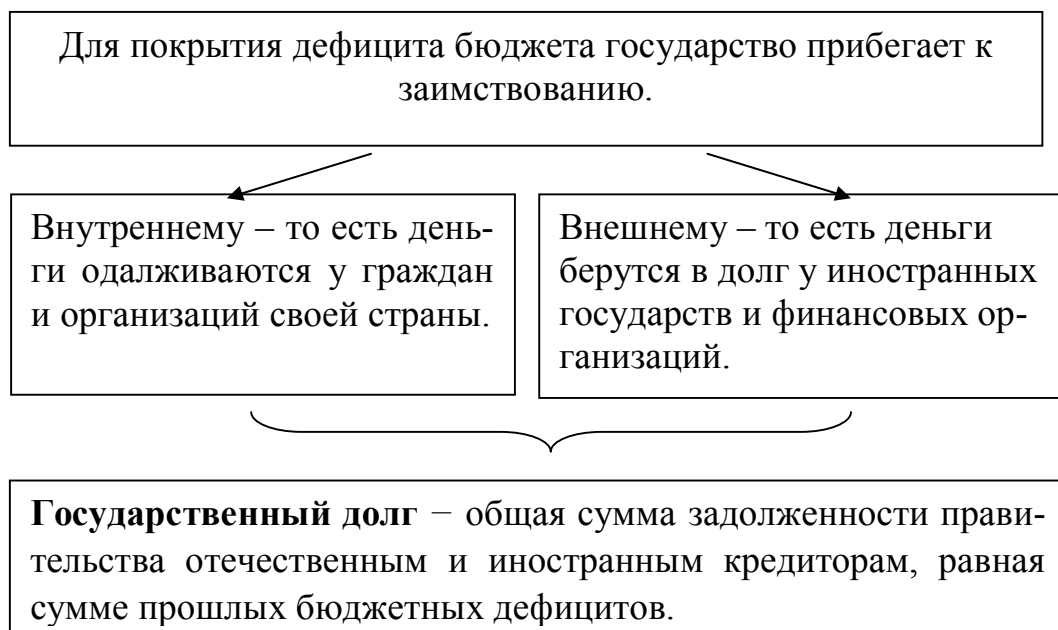 Для покрытия дефицита бюджета государство прибегает к
заимствованию.
Внутреннему – то есть день-
ги одалживаются у граждан
и организаций своей страны.
Внешнему – то есть деньги
берутся в долг у иностранных
государств и финансовых ор-
ганизаций.
Государственный долг − общая сумма задолженности прави-
тельства отечественным и иностранным кредиторам, равная
сумме прошлых бюджетных дефицитов.